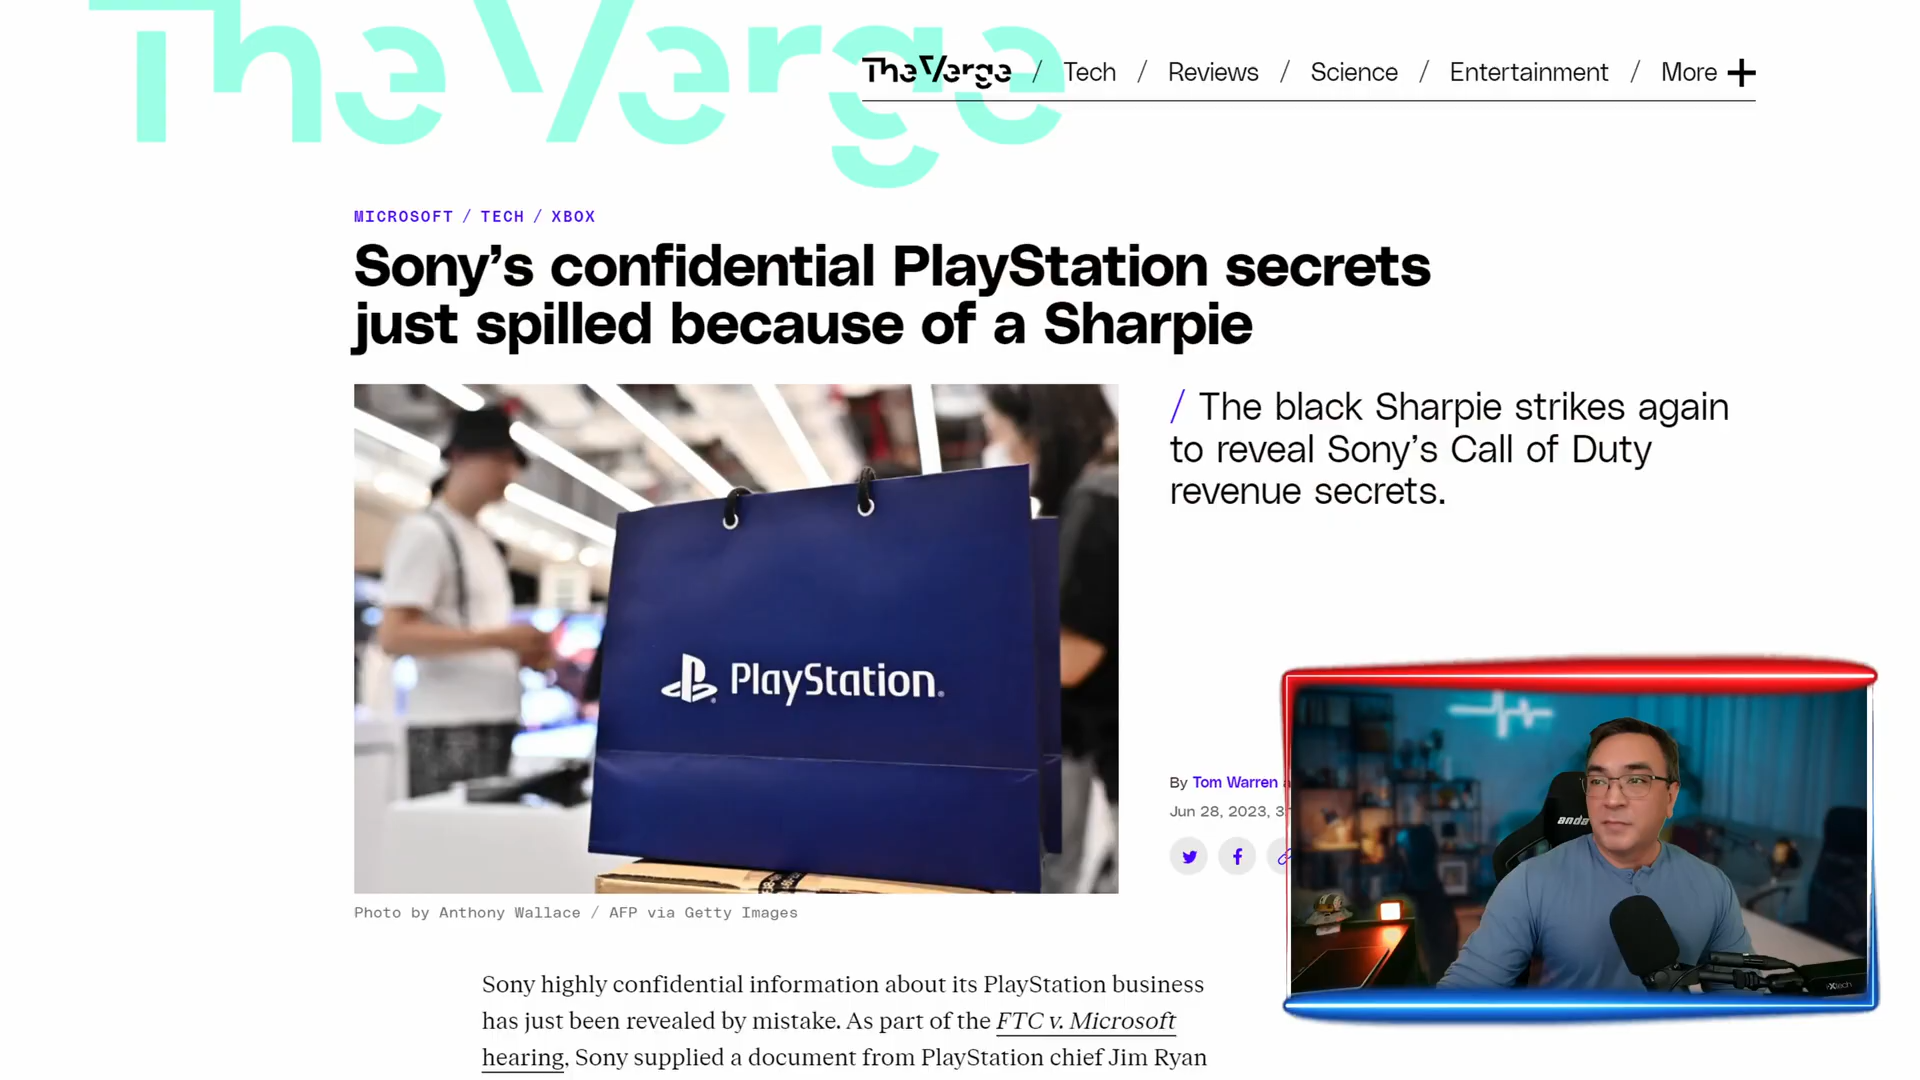 The Verge
The Verge / Tech / Reviews / Science / Entertainment / More +
MICROSOFT / TECH / XBOX
Sony’s confidential PlayStation secrets
just spilled because of a Sharpie
/ The black Sharpie strikes again
to reveal Sony’s Call of Duty
revenue secrets.
PlayStation®
By Tom Warren
Jun 28, 2023,
anda
Photo by Anthony Wallace / AFP via Getty Images
Sony highly confidential information about its PlayStation business
has just been revealed by mistake. As part of the FTC v. Microsoft
hearing, Sony supplied a document from PlayStation chief Jim Ryan